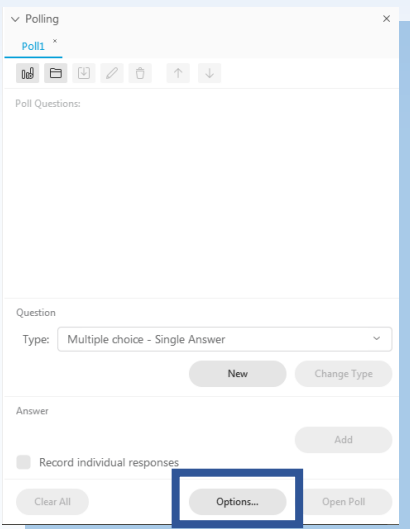 Polling
Poll1
Poll Questions:
Question
Type: Multiple choice - Single Answer
New Change Type
Answer
Add
Record individual responses
Clear All Options... Open Poll